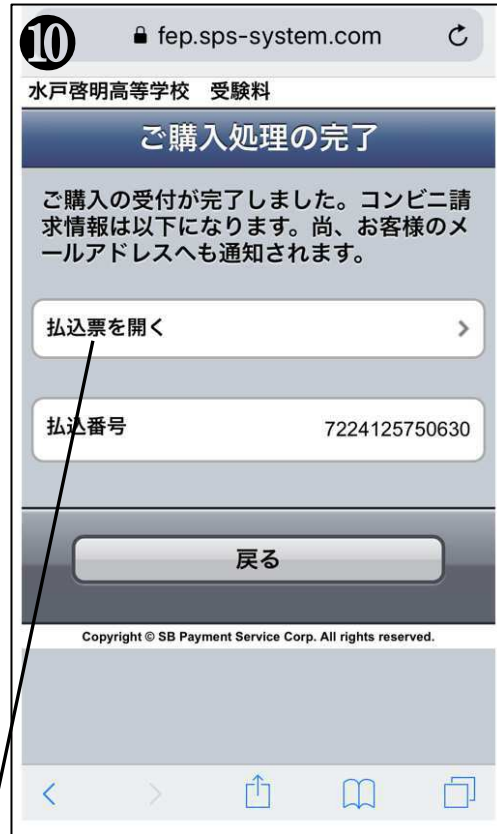 ⓾
fep.sps-system.com
水戸啓明高等学校 受験料
ご購入処理の完了
ご購入の受付が完了しました。コンビニ請
求情報は以下になります。尚、お客様のメ
ールアドレスへも通知されます。
払込票を開く
払込番号 7224125750630
戻る
Copyright © SB Payment Service Corp. All rights reserved.